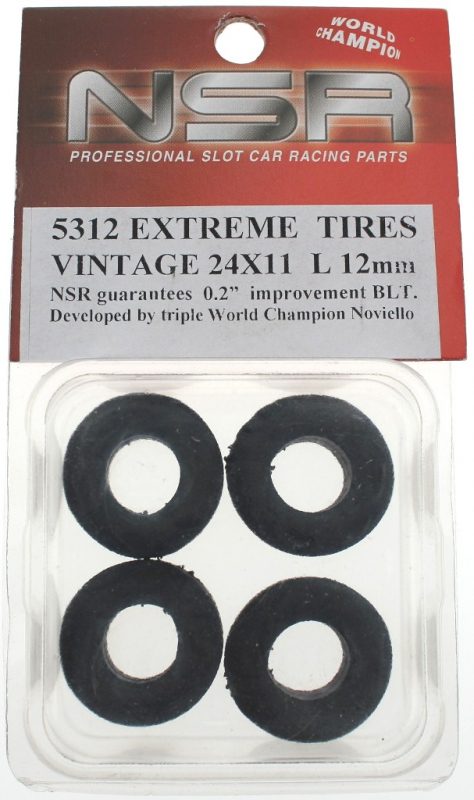 WORLD
CHAMPION
NSR
PROFESSIONAL SLOT CAR RACING PARTS
5312 EXTREME TIRES
VINTAGE 24X11 L 12mm
NSR guarantees 0.2” improvement BLT.
Developed by triple World Champion Noviello